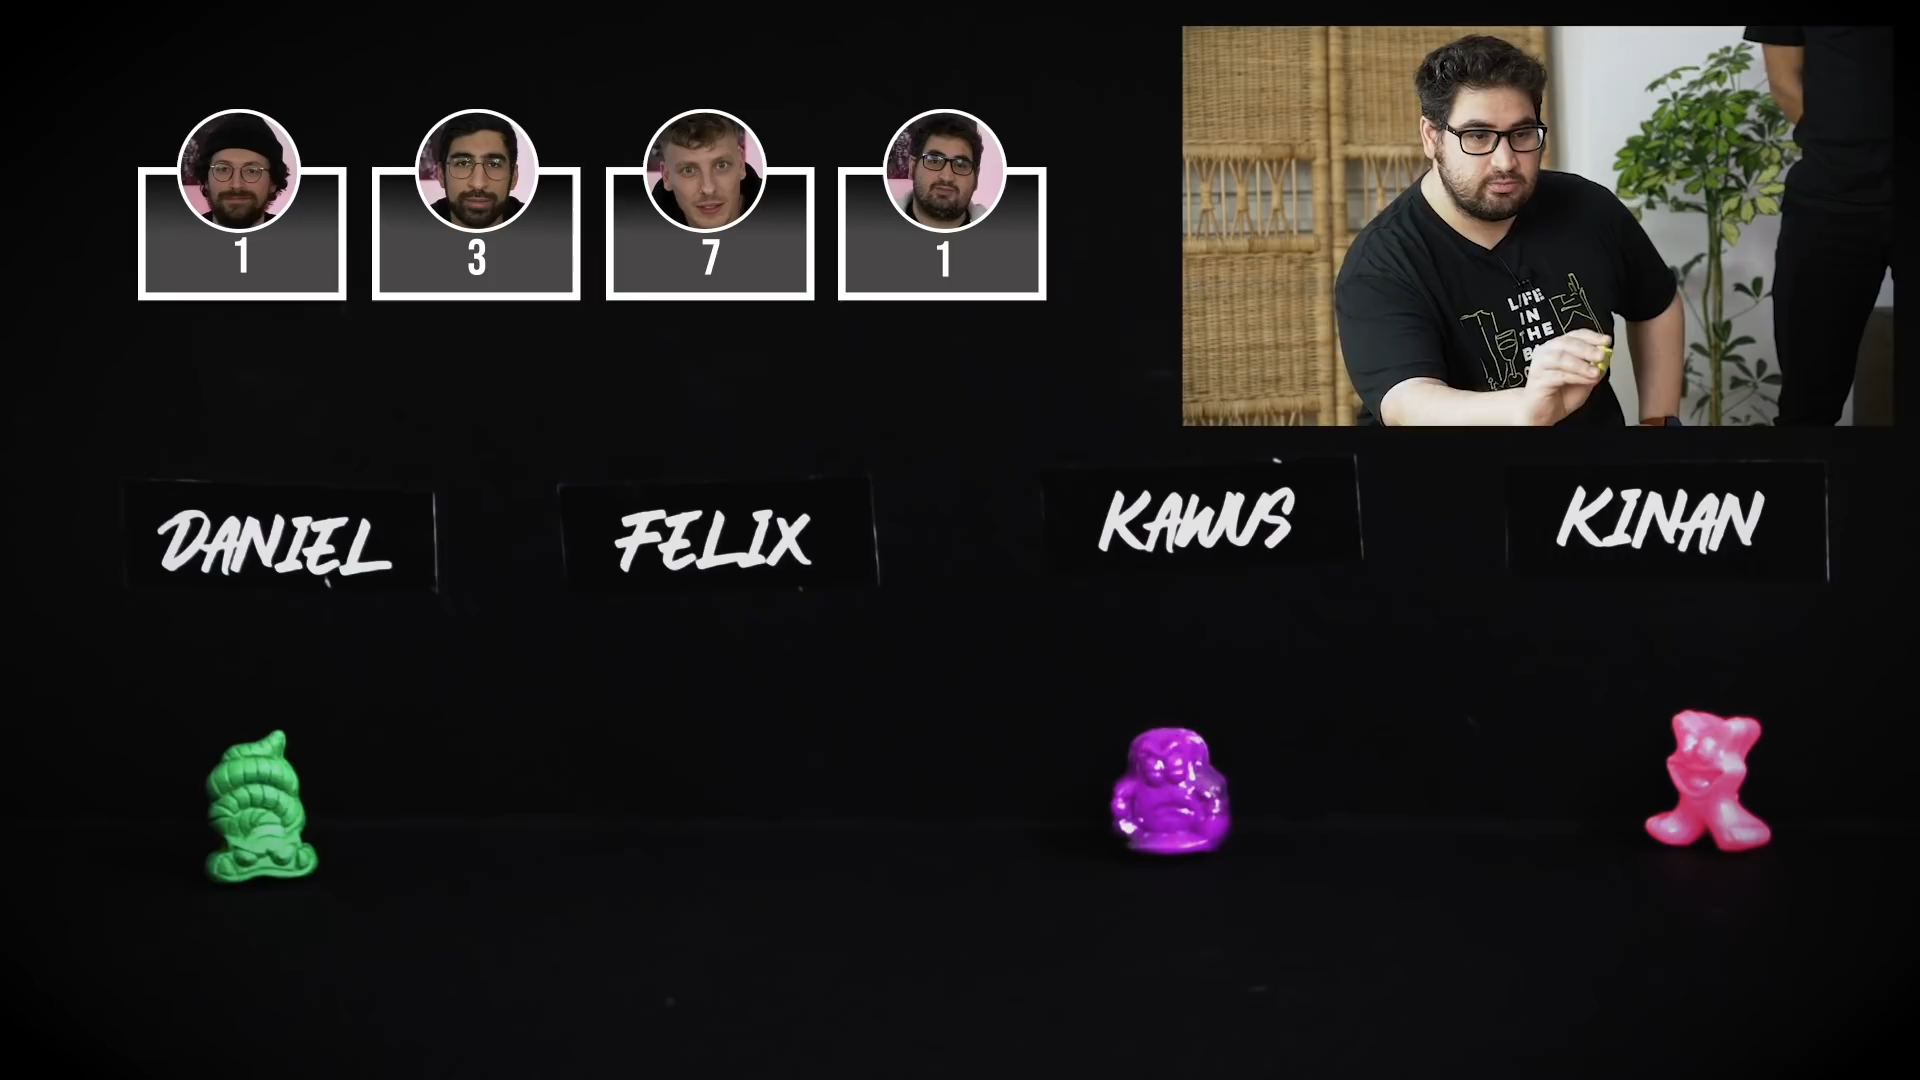 1
3
7
1
LIFE
IN
THE
DANIEL
FELIX
KAWUS
KINAN